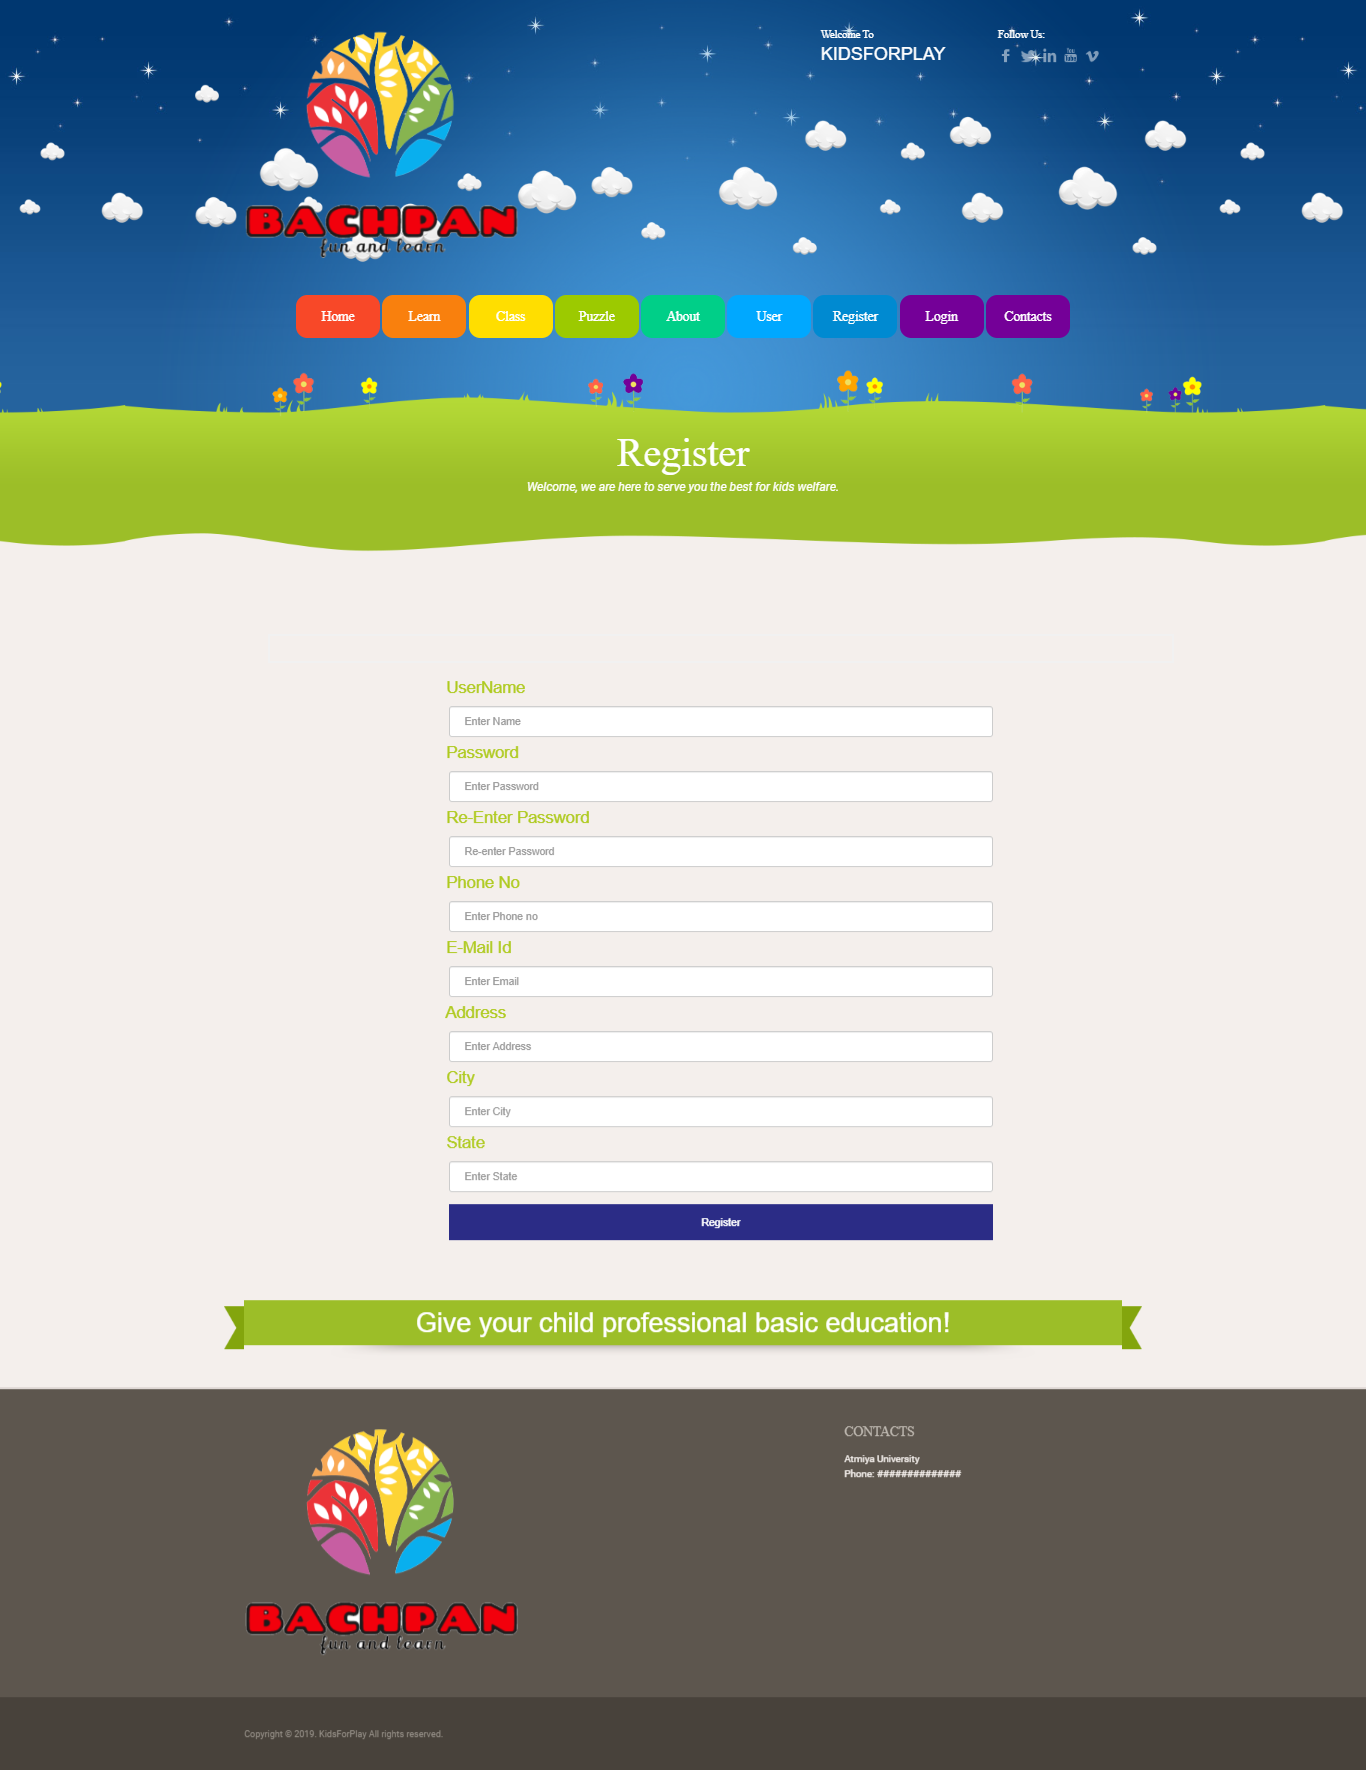 Welcome To
KIDSFORPLAY
Follow Us:
BACHPAN
fun and learn
Home
Learn
Class
Puzzle
About
User
Register
Login
Contacts
Register
Welcome, we are here to serve you the best for kids welfare.
UserName
Enter Name
Password
Enter Password
Re-Enter Password
Re-enter Password
Phone No
Enter Phone no
E-Mail Id
Enter Email
Address
Enter Address
City
Enter City
State
Enter State
Register
Give your child professional basic education!
BACHPAN
fun and learn
CONTACTS
Atmiya University
Phone: ##############
Copyright © 2019. KidsForPlay All rights reserved.